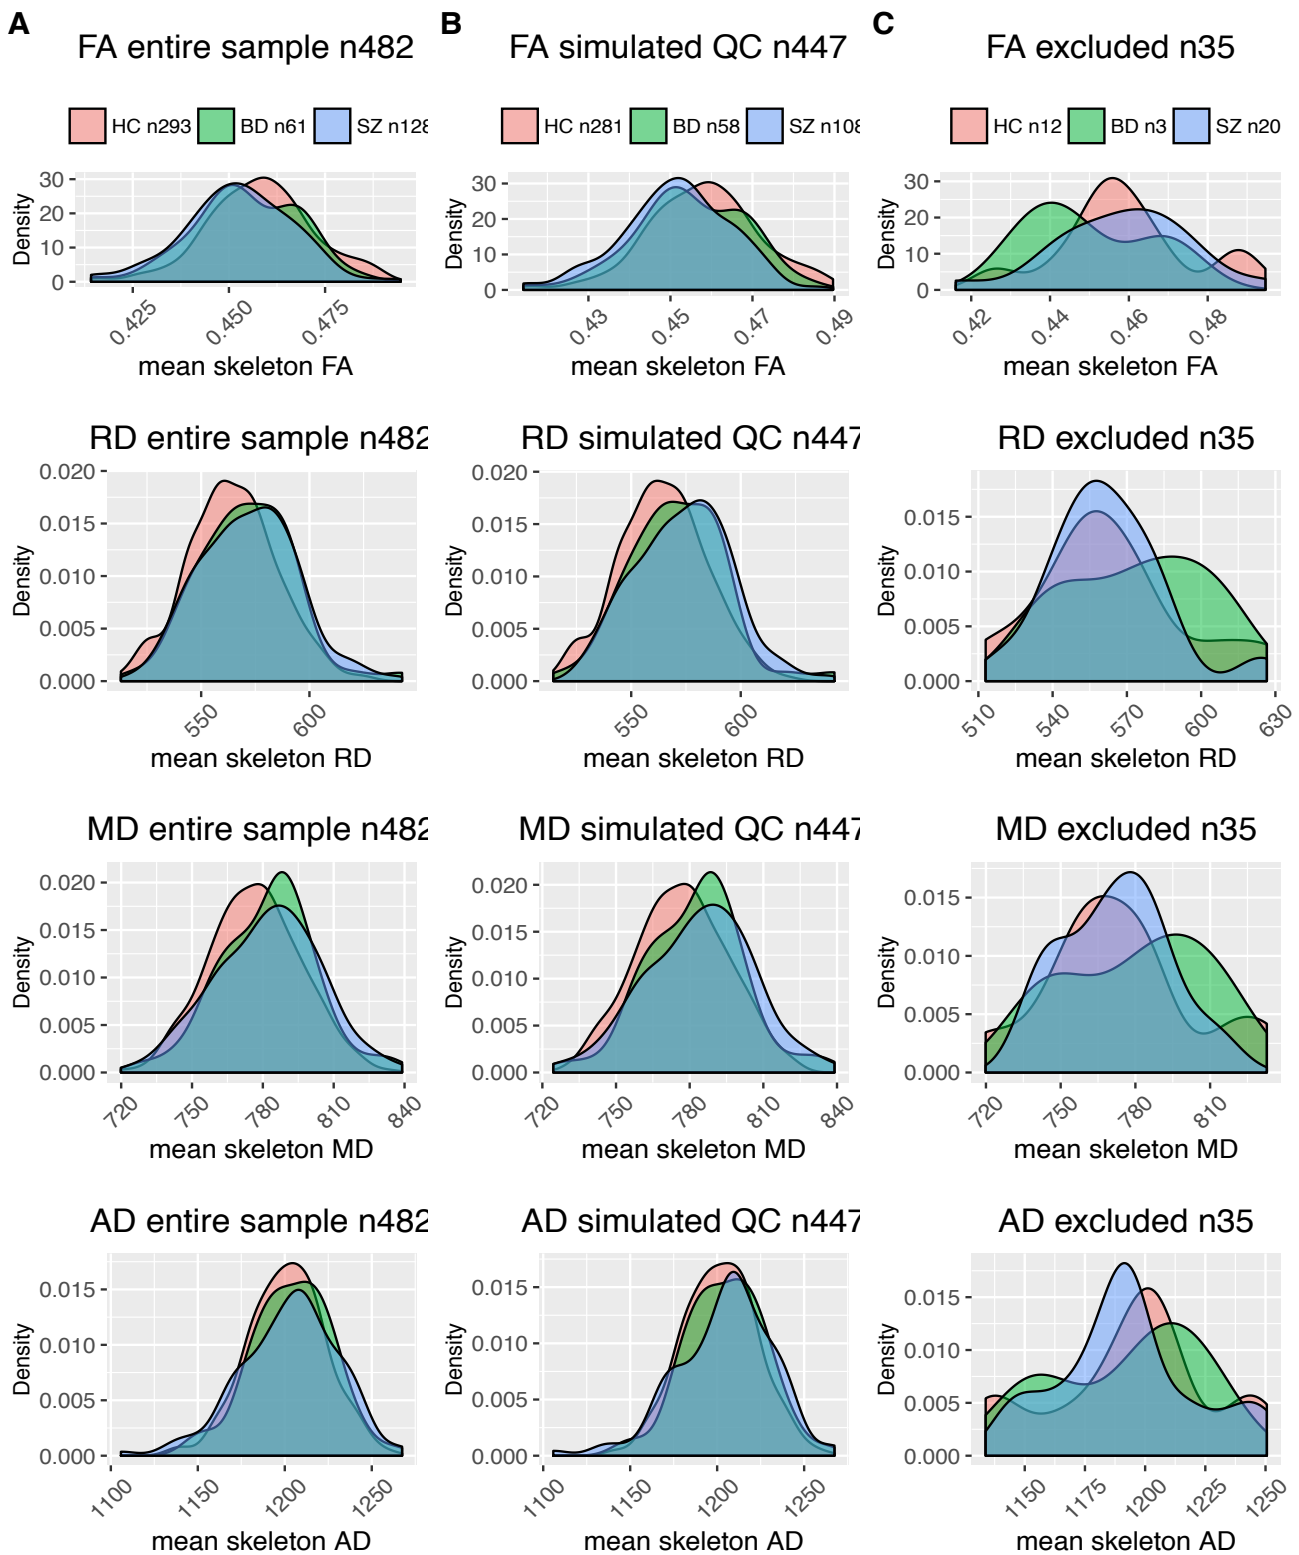 A
FA entire sample n482
HC n293 BD n61 SZ n128
Density
30
20
10
0
0.425 0.450 0.475
mean skeleton FA
B
FA simulated QC n447
HC n281 BD n58 SZ n108
Density
30
20
10
0
0.43 0.45 0.47 0.49
mean skeleton FA
C
FA excluded n35
HC n12 BD n3 SZ n20
Density
30
20
10
0
0.42 0.44 0.46 0.48
mean skeleton FA
RD entire sample n482
Density
0.020
0.015
0.010
0.005
0.000
550 600
mean skeleton RD
RD simulated QC n447
Density
0.020
0.015
0.010
0.005
0.000
550 600
mean skeleton RD
RD excluded n35
Density
0.015
0.010
0.005
0.000
510 540 570 600 630
mean skeleton RD
MD entire sample n482
Density
0.020
0.015
0.010
0.005
0.000
720 750 780 810 840
mean skeleton MD
MD simulated QC n447
Density
0.020
0.015
0.010
0.005
0.000
720 750 780 810 840
mean skeleton MD
MD excluded n35
Density
0.015
0.010
0.005
0.000
720 750 780 810
mean skeleton MD
AD entire sample n482
Density
0.015
0.010
0.005
0.000
1100 1150 1200 1250
mean skeleton AD
AD simulated QC n447
Density
0.015
0.010
0.005
0.000
1100 1150 1200 1250
mean skeleton AD
AD excluded n35
Density
0.015
0.010
0.005
0.000
1150 1175 1200 1225 1250
mean skeleton AD